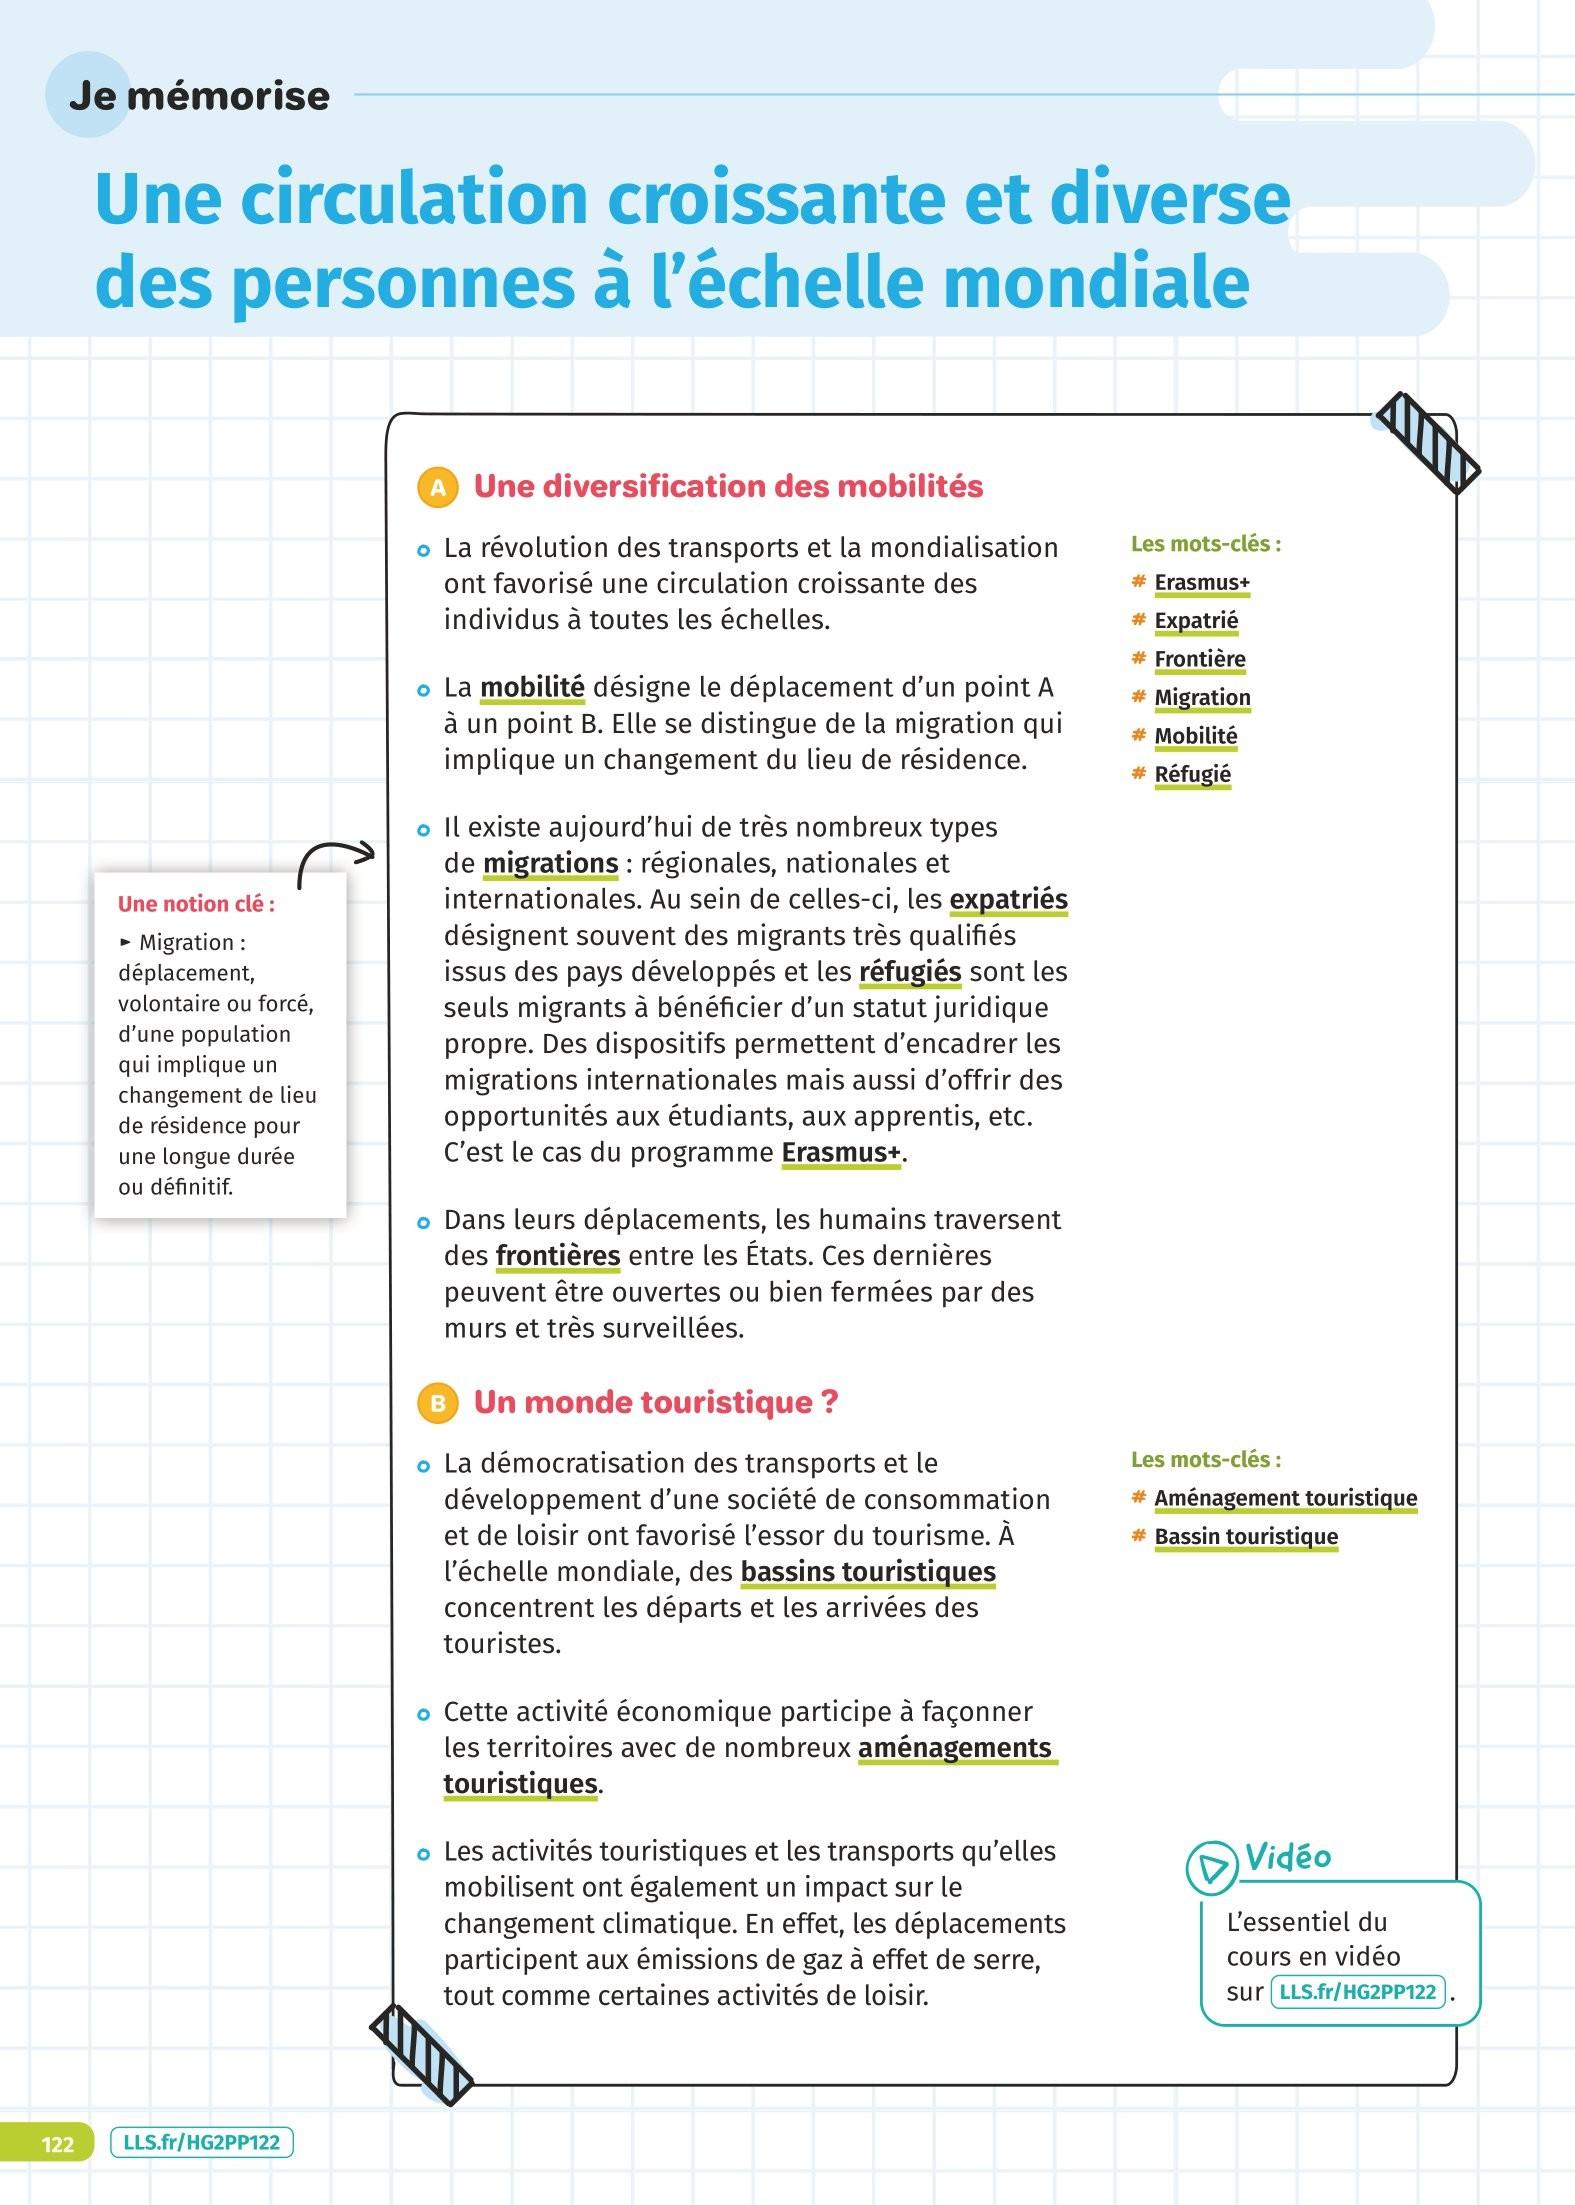 Je mémorise
Une circulation croissante et diverse
des personnes à l’échelle mondiale
A Une diversification des mobilités
La révolution des transports et la mondialisation
ont favorisé une circulation croissante des
individus à toutes les échelles.
La mobilité désigne le déplacement d’un point A
à un point B. Elle se distingue de la migration qui
implique un changement du lieu de résidence.
Il existe aujourd’hui de très nombreux types
de migrations : régionales, nationales et
internationales. Au sein de celles-ci, les expatriés
désignent souvent des migrants très qualifiés
issus des pays développés et les réfugiés sont les
seuls migrants à bénéficier d’un statut juridique
propre. Des dispositifs permettent d’encadrer les
migrations internationales mais aussi d’offrir des
opportunités aux étudiants, aux apprentis, etc.
C’est le cas du programme Erasmus+.
Dans leurs déplacements, les humains traversent
des frontières entre les États. Ces dernières
peuvent être ouvertes ou bien fermées par des
murs et très surveillées.
Les mots-clés :
# Erasmus+
# Expatrié
# Frontière
# Migration
# Mobilité
# Réfugié
Une notion clé :
► Migration :
déplacement,
volontaire ou forcé,
d’une population
qui implique un
changement de lieu
de résidence pour
une longue durée
ou définitif.
B Un monde touristique ?
La démocratisation des transports et le
développement d’une société de consommation
et de loisir ont favorisé l’essor du tourisme. À
l’échelle mondiale, des bassins touristiques
concentrent les départs et les arrivées des
touristes.
Cette activité économique participe à façonner
les territoires avec de nombreux aménagements
touristiques.
Les activités touristiques et les transports qu’elles
mobilisent ont également un impact sur le
changement climatique. En effet, les déplacements
participent aux émissions de gaz à effet de serre,
tout comme certaines activités de loisir.
Les mots-clés :
# Aménagement touristique
# Bassin touristique
Vidéo
L’essentiel du
cours en vidéo
sur LLS.fr/HG2PP122 .
122 LLS.fr/HG2PP122